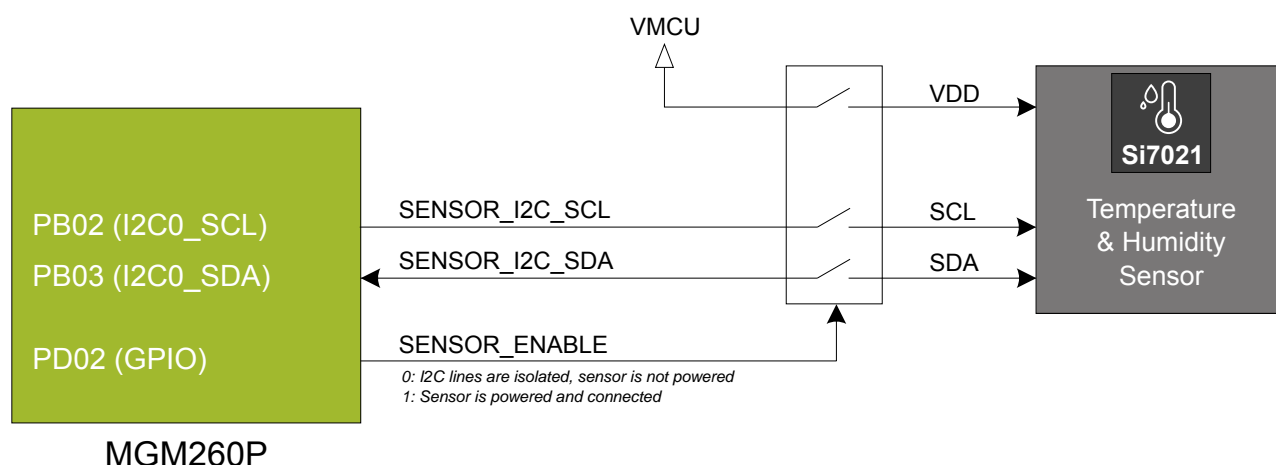 VMCU
VDD
Si7021
PB02 (I2C0_SCL)
SENSOR_I2C_SCL
SCL
Temperature
& Humidity
Sensor
PB03 (I2C0_SDA)
SENSOR_I2C_SDA
SDA
PD02 (GPIO)
SENSOR_ENABLE
0: I2C lines are isolated, sensor is not powered
1: Sensor is powered and connected
MGM260P